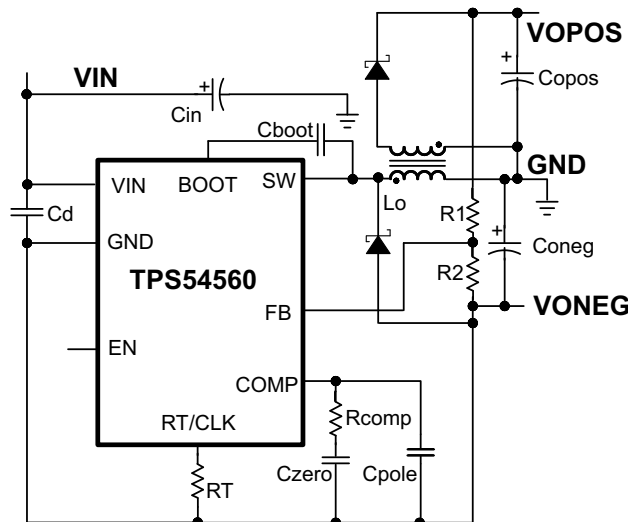 VOPOS
VIN
+
Copos
+
Cin
Cboot
GND
VIN
BOOT
SW
Lo
R1
Cd
GND
+
Coneg
TPS54560
R2
FB
VONEG
EN
COMP
Rcomp
RT/CLK
Czero
Cpole
RT